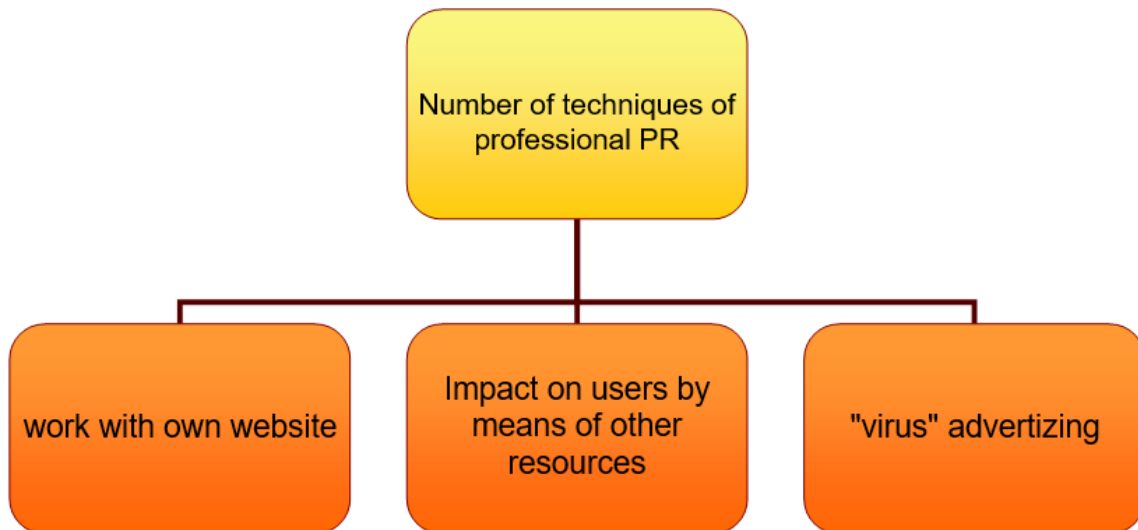 Number of techniques of
professional PR
work with own website
Impact on users by
means of other
resources
"virus" advertizing